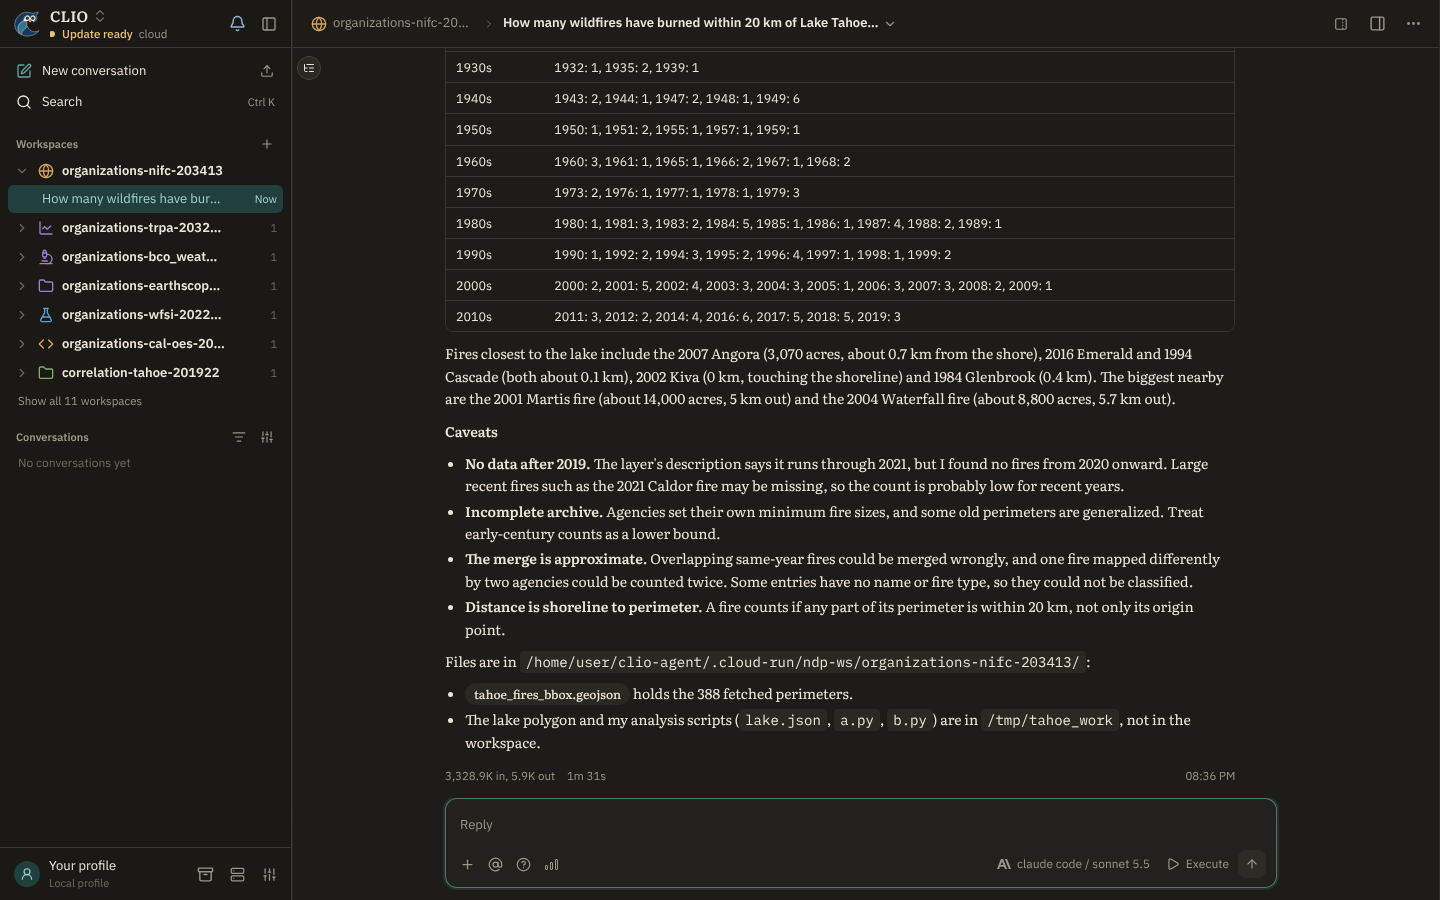 CLIO
Update ready cloud
New conversation
Search Ctrl K
Workspaces
organizations-nifc-203413
How many wildfires have bur... Now
organizations-trpa-2032... 1
organizations-bco_weat... 1
organizations-earthscop... 1
organizations-wfsi-2022... 1
organizations-cal-oes-20... 1
correlation-tahoe-201922 1
Show all 11 workspaces
Conversations
No conversations yet
Your profile
Local profile
organizations-nifc-20... How many wildfires have burned within 20 km of Lake Tahoe...
1930s 1932: 1, 1935: 2, 1939: 1
1940s 1943: 2, 1944: 1, 1947: 2, 1948: 1, 1949: 6
1950s 1950: 1, 1951: 2, 1955: 1, 1957: 1, 1959: 1
1960s 1960: 3, 1961: 1, 1965: 1, 1966: 2, 1967: 1, 1968: 2
1970s 1973: 2, 1976: 1, 1977: 1, 1978: 1, 1979: 3
1980s 1980: 1, 1981: 3, 1983: 2, 1984: 5, 1985: 1, 1986: 1, 1987: 4, 1988: 2, 1989: 1
1990s 1990: 1, 1992: 2, 1994: 3, 1995: 2, 1996: 4, 1997: 1, 1998: 1, 1999: 2
2000s 2000: 2, 2001: 5, 2002: 4, 2003: 3, 2004: 3, 2005: 1, 2006: 3, 2007: 3, 2008: 2, 2009: 1
2010s 2011: 3, 2012: 2, 2014: 4, 2016: 6, 2017: 5, 2018: 5, 2019: 3
Fires closest to the lake include the 2007 Angora (3,070 acres, about 0.7 km from the shore), 2016 Emerald and 1994
Cascade (both about 0.1 km), 2002 Kiva (0 km, touching the shoreline) and 1984 Glenbrook (0.4 km). The biggest nearby
are the 2001 Martis fire (about 14,000 acres, 5 km out) and the 2004 Waterfall fire (about 8,800 acres, 5.7 km out).
Caveats
• No data after 2019. The layer's description says it runs through 2021, but I found no fires from 2020 onward. Large
recent fires such as the 2021 Caldor fire may be missing, so the count is probably low for recent years.
• Incomplete archive. Agencies set their own minimum fire sizes, and some old perimeters are generalized. Treat
early-century counts as a lower bound.
• The merge is approximate. Overlapping same-year fires could be merged wrongly, and one fire mapped differently
by two agencies could be counted twice. Some entries have no name or fire type, so they could not be classified.
• Distance is shoreline to perimeter. A fire counts if any part of its perimeter is within 20 km, not only its origin
point.
Files are in /home/user/clio-agent/.cloud-run/ndp-ws/organizations-nifc-203413/ :
• tahoe_fires_bbox.geojson holds the 388 fetched perimeters.
• The lake polygon and my analysis scripts ( lake.json , a.py , b.py ) are in /tmp/tahoe_work , not in the
workspace.
3,328.9K in, 5.9K out 1m 31s 08:36 PM
Reply
claude code / sonnet 5.5 Execute